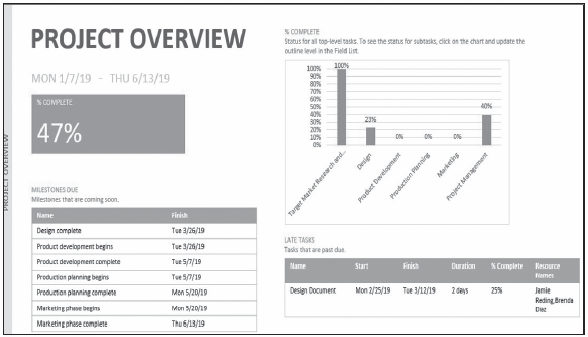 PROJECT OVERVIEW
PROJECT OVERVIEW
MON 1/7/19 - THU 6/13/19
% COMPLETE
47%
MILESTONES DUE
Milestones that are coming soon.
Name Finish
Design complete Tue 3/26/19
Product development begins Tue 3/26/19
Product development complete Tue 5/7/19
Production planning begins Tue 5/7/19
Production planning complete Mon 5/20/19
Marketing phase begins Mon 5/20/19
Marketing phase complete Thu 6/13/19
% COMPLETE
Status for all top-level tasks. To see the status for subtasks, click on the chart and update the
outline level in the Field List.
100%
90%
80%
70%
60%
50%
40%
30%
20%
10%
0%
100%
23%
0%
0%
0%
40%
Target Market Research and...
Design
Product Development
Production Planning
Marketing
Project Management
LATE TASKS
Tasks that are past due.
Name Start Finish Duration % Complete Resource
Names
Design Document Mon 2/25/19 Tue 3/12/19 2 days 25% Jamie
Reding,Brenda
Diaz